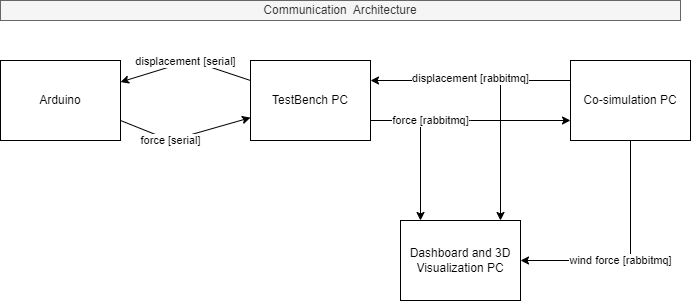 Communication Architecture
displacement [serial]
displacement [rabbitmq]
Arduino
TestBench PC
Co-simulation PC
force [serial]
force [rabbitmq]
Dashboard and 3D
Visualization PC
wind force [rabbitmq]